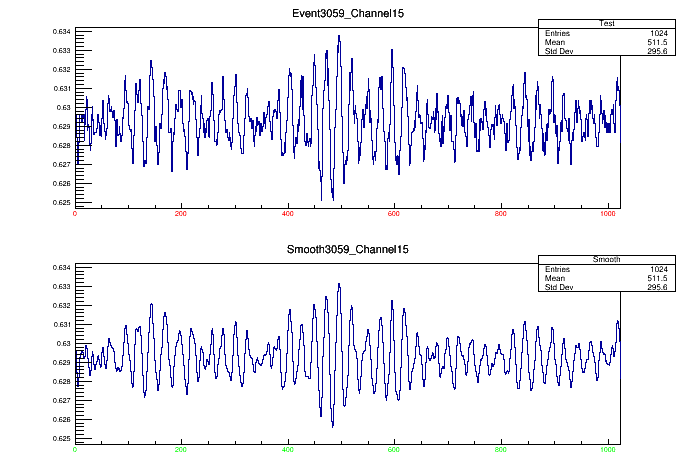 Event3059_Channel15
Test
Entries 1024
Mean 511.5
Std Dev 295.6
0.634
0.633
0.632
0.631
0.63
0.629
0.628
0.627
0.626
0.625
0 200 400 600 800 1000
Smooth3059_Channel15
Smooth
Entries 1024
Mean 511.5
Std Dev 295.6
0.634
0.633
0.632
0.631
0.63
0.629
0.628
0.627
0.626
0.625
0 200 400 600 800 1000